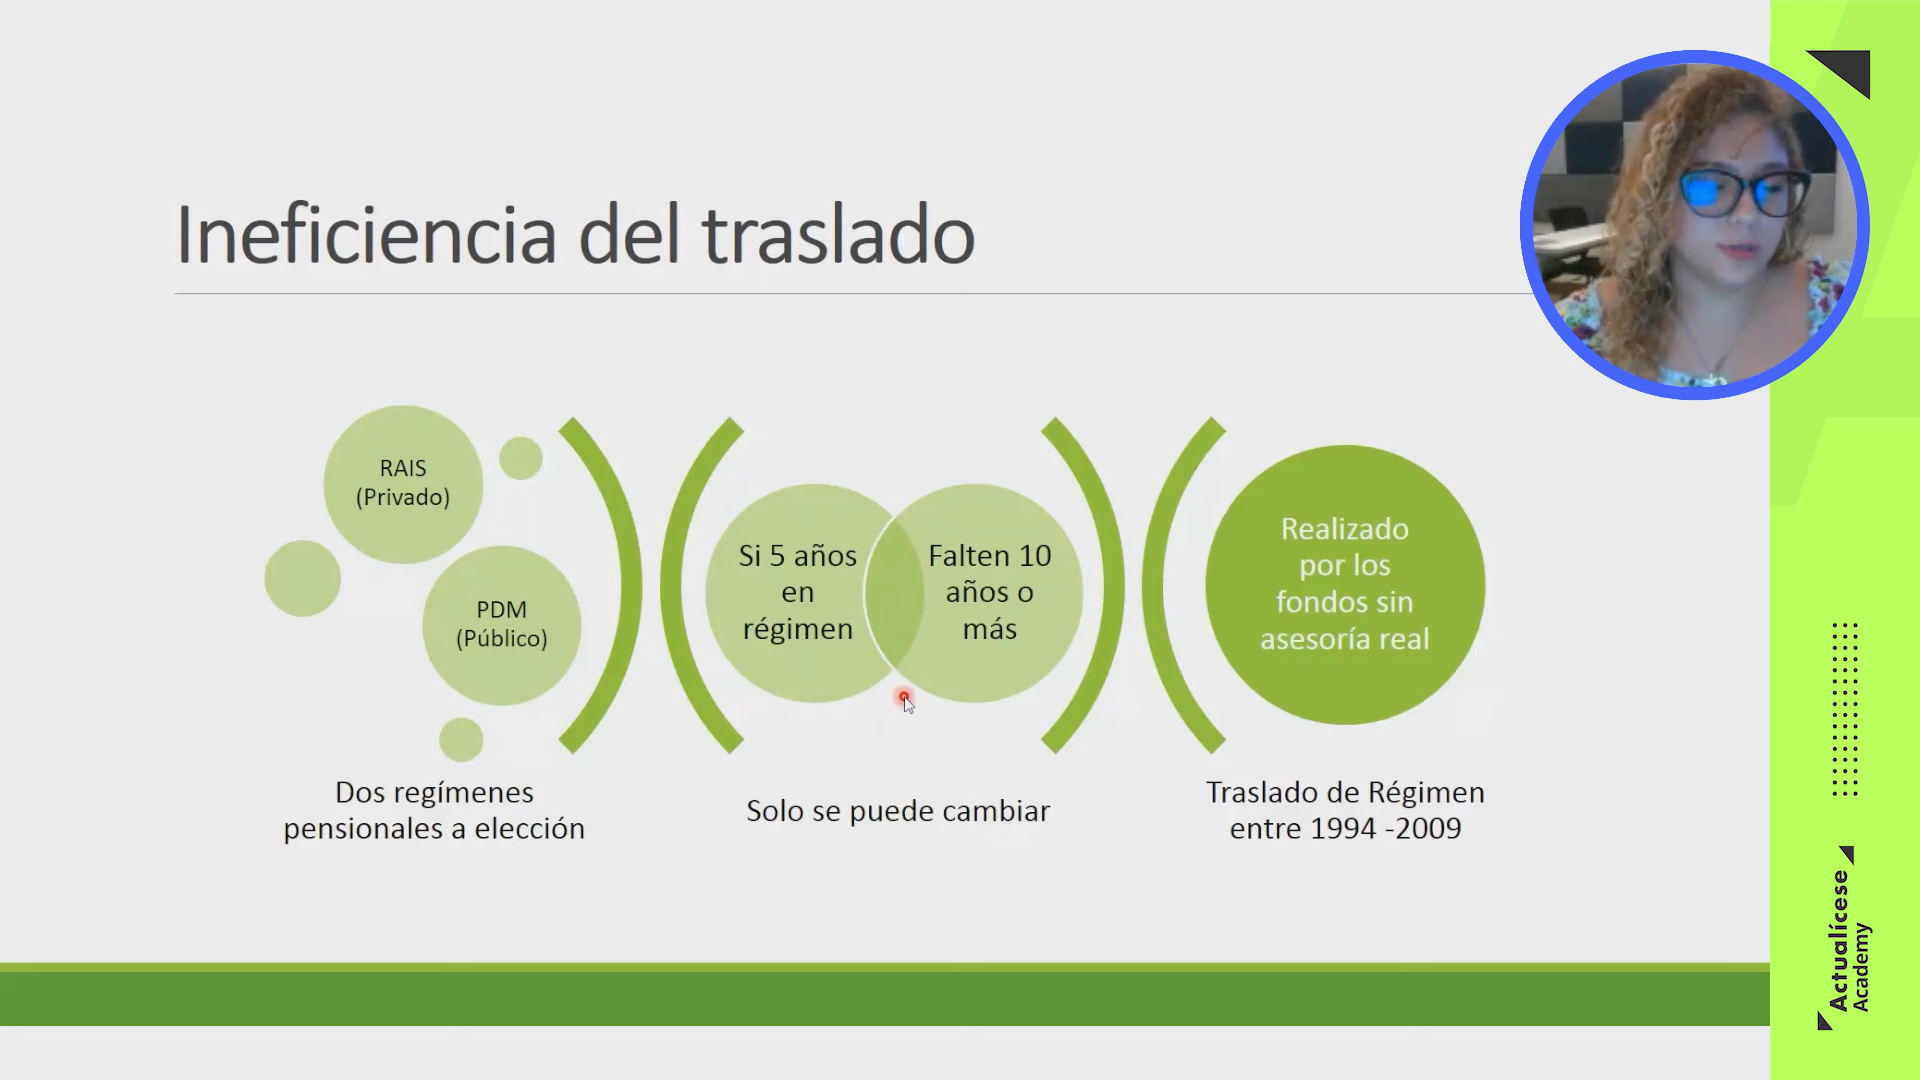 Ineficiencia del traslado
RAIS
(Privado)
PDM
(Público)
Dos regímenes
pensionales a elección
Si 5 años
en
régimen
Falten 10
años o
más
Solo se puede cambiar
Realizado
por los
fondos sin
asesoría real
Traslado de Régimen
entre 1994 -2009
Actualícese
Academy